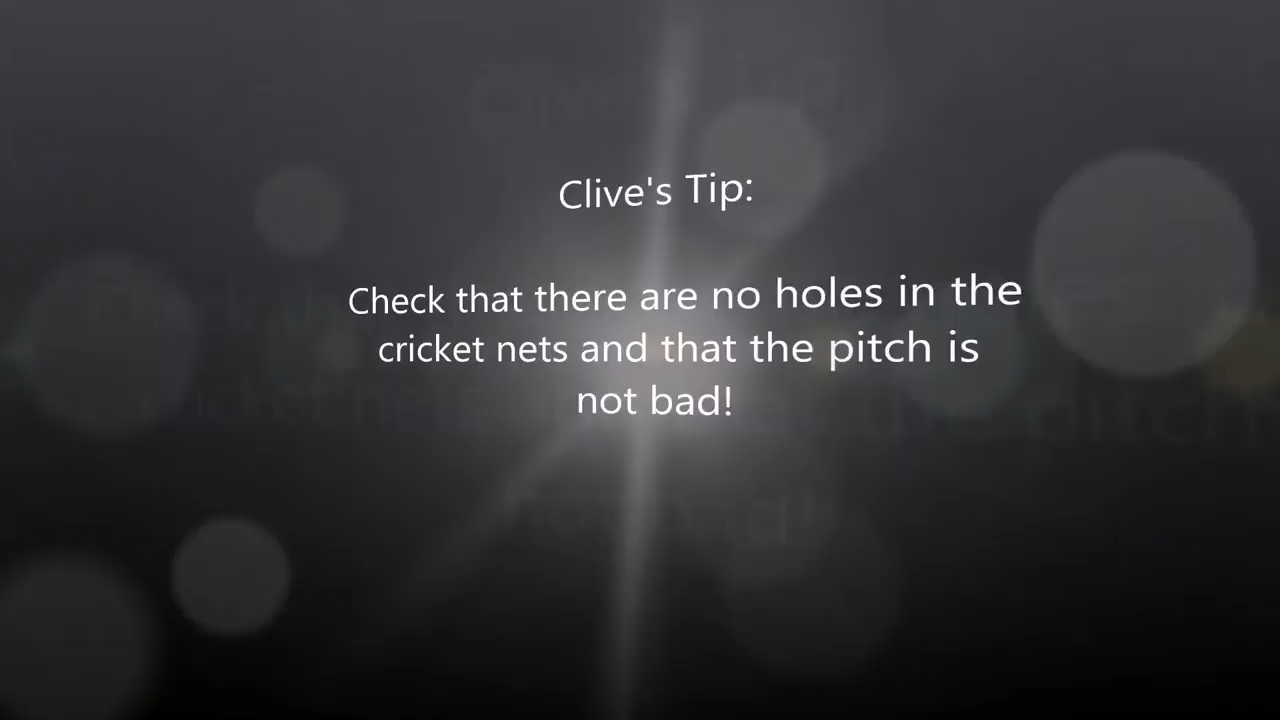 Clive's Tip:
Check that there are no holes in the
cricket nets and that the pitch is
not bad!